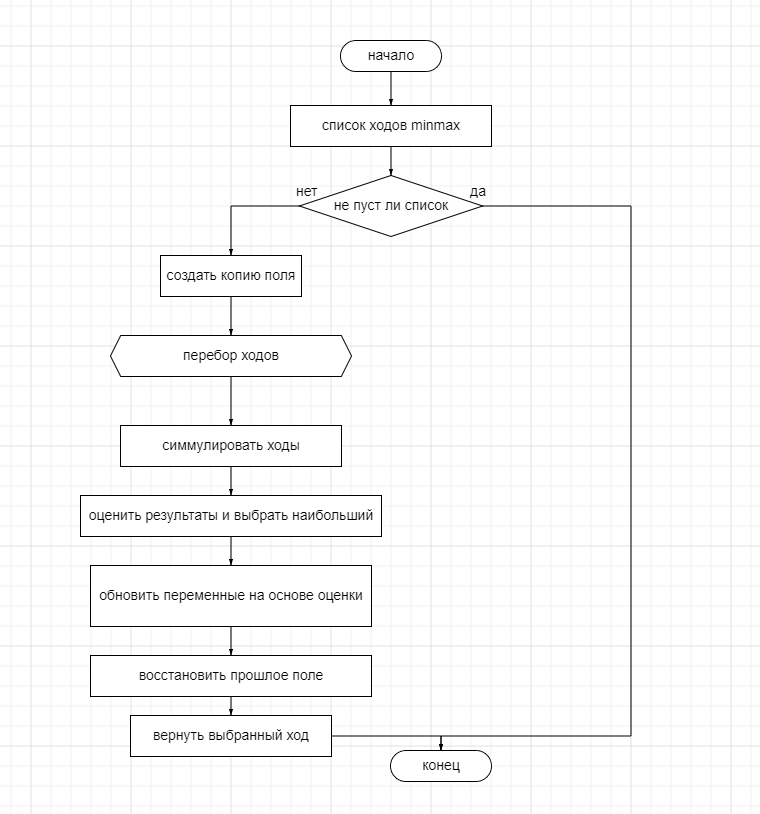 начало
список ходов minmax
нет
да
не пуст ли список
создать копию поля
перебор ходов
симмулировать ходы
оценить результаты и выбрать наибольший
обновить переменные на основе оценки
восстановить прошлое поле
вернуть выбранный ход
конец